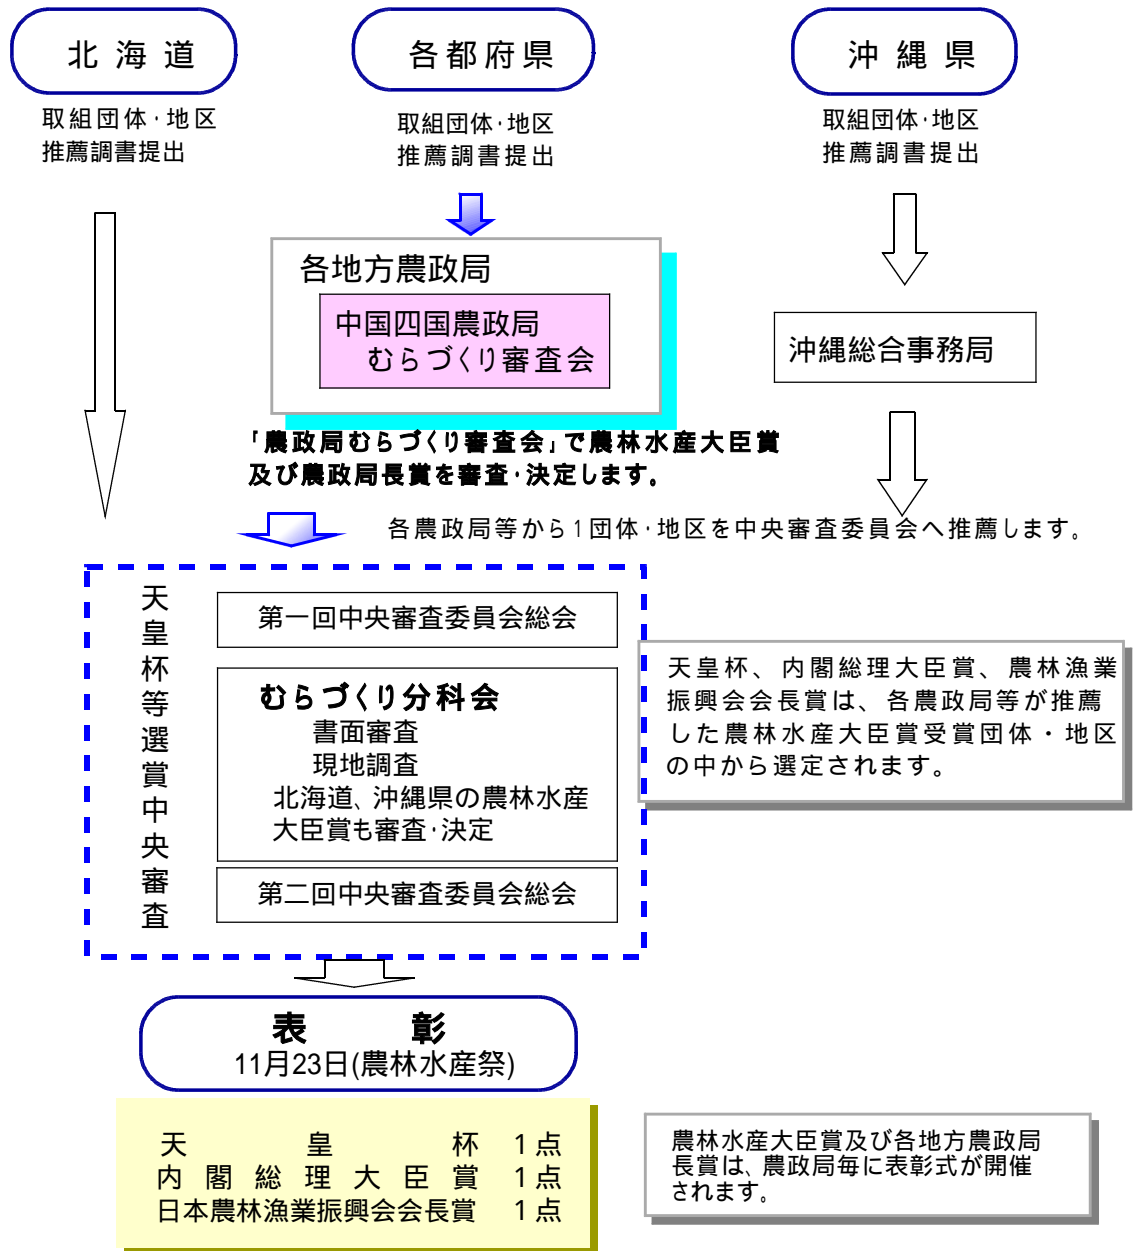 北海道
各都府県
沖縄県
取組団体・地区
推薦調書提出
取組団体・地区
推薦調書提出
取組団体・地区
推薦調書提出
各地方農政局
中国四国農政局
むらづくり審査会
沖縄総合事務局
「農政局むらづくり審査会」で農林水産大臣賞
及び農政局長賞を審査・決定します。
各農政局等から1団体・地区を中央審査委員会へ推薦します。
天皇杯等選賞中央審査
第一回中央審査委員会総会
むらづくり分科会
書面審査
現地調査
北海道、沖縄県の農林水産
大臣賞も審査・決定
第二回中央審査委員会総会
天皇杯、内閣総理大臣賞、農林漁業
振興会会長賞は、各農政局等が推薦
した農林水産大臣賞受賞団体・地区
の中から選定されます。
表彰
11月23日(農林水産祭)
天皇杯 1点
内閣総理大臣賞 1点
日本農林漁業振興会会長賞 1点
農林水産大臣賞及び各地方農政局
長賞は、農政局毎に表彰式が開催
されます。